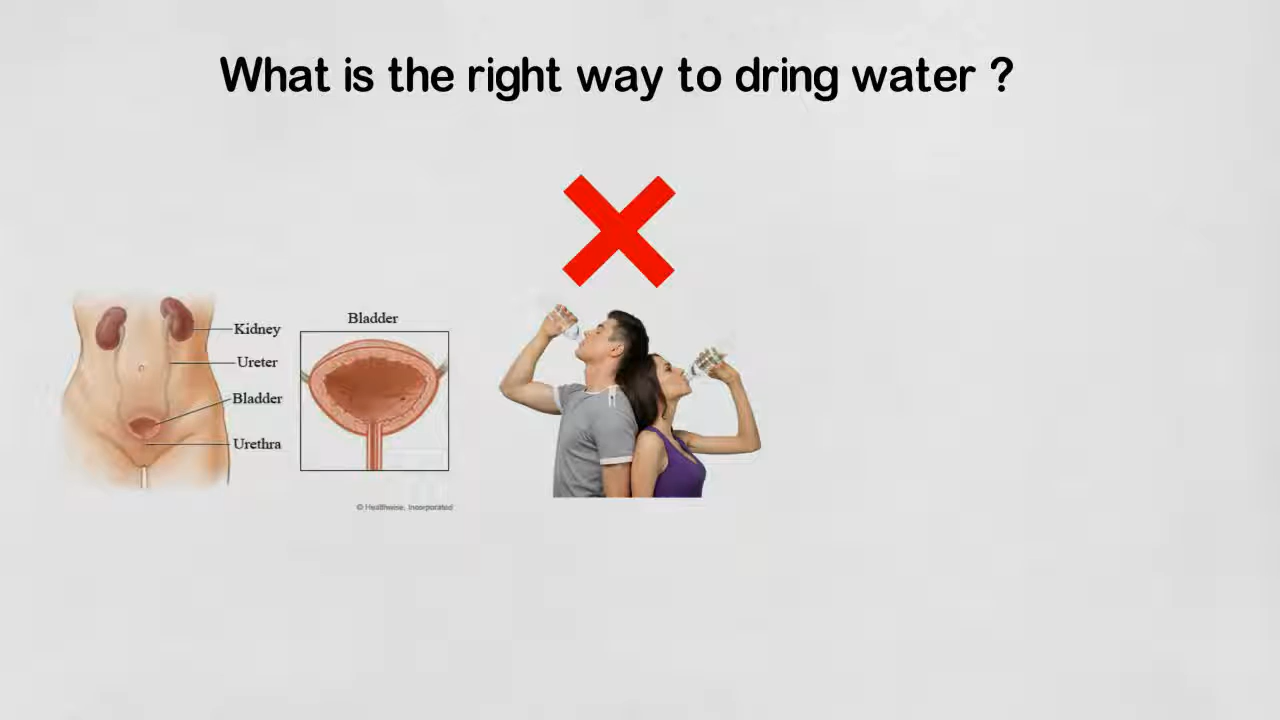 What is the right way to dring water ?
Bladder
Kidney
Ureter
Bladder
Urethra
© Healthwise, Incorporated